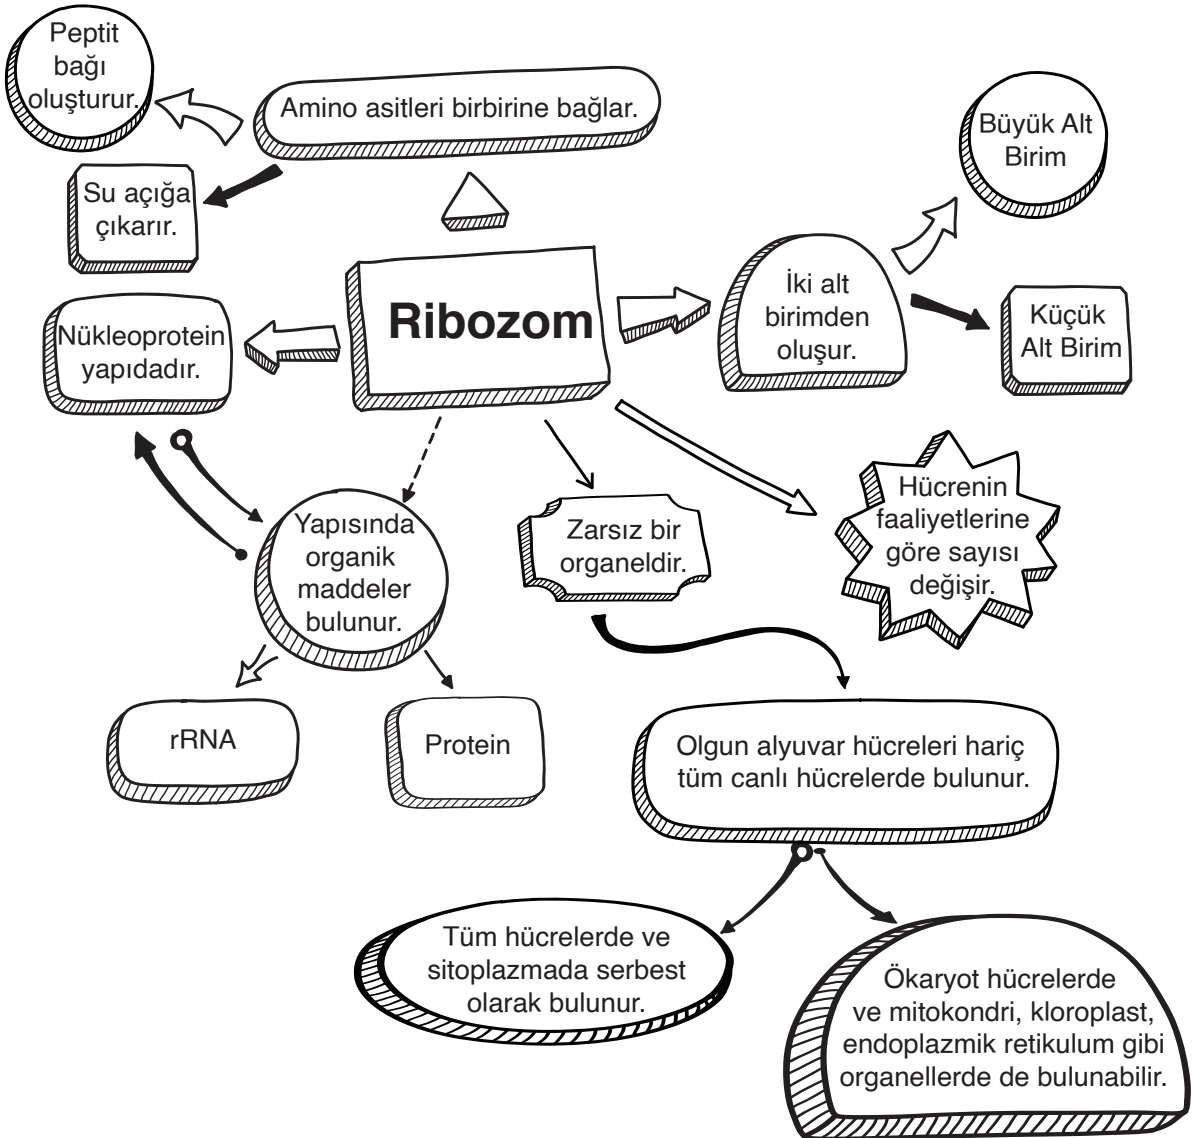 Peptit
bağı
oluşturur.
Amino asitleri birbirine bağlar.
Büyük Alt
Birim
Su açığa
çıkarır.
Ribozom
İki alt
birimden
oluşur.
Küçük
Alt Birim
Nükleoprotein
yapıdadır.
Yapısında
organik
maddeler
bulunur.
Zarsız bir
organeldir.
Hücrenin
faaliyetlerine
göre sayısı
değişir.
rRNA
Protein
Olgun alyuvar hücreleri hariç
tüm canlı hücrelerde bulunur.
Tüm hücrelerde ve
sitoplazmada serbest
olarak bulunur.
Ökaryot hücrelerde
ve mitokondri, kloroplast,
endoplazmik retikulum gibi
organellerde de bulunabilir.